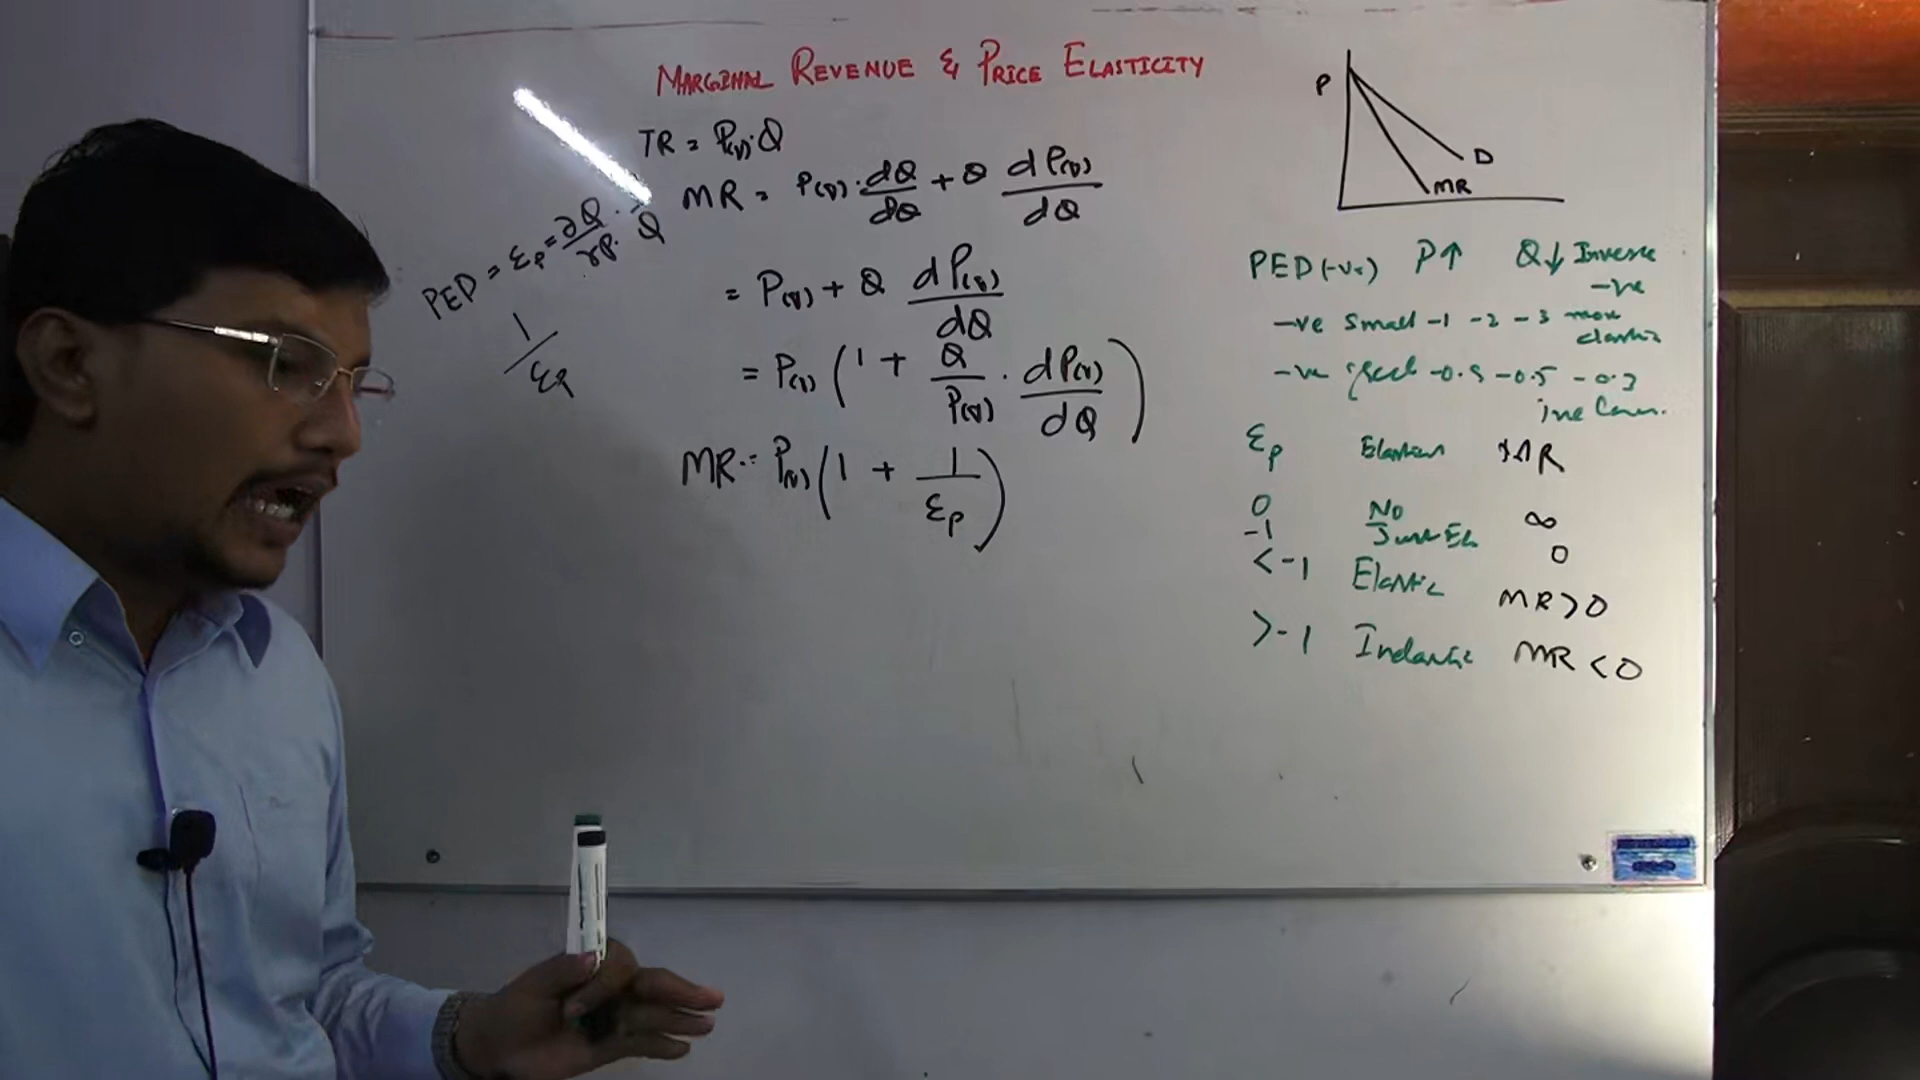 MARGINAL REVENUE & PRICE ELASTICITY
TR = P(v)·Q
MR = P(v)·dQ/dQ + Q dP(v)/dQ
= P(v) + Q dP(v)/dQ
= P(v) (1 + Q/P(v) · dP(v)/dQ)
MR = P(v) (1 + 1/εp)
PED = εp = ∂Q/∂P · Q
1/εp
P
D
MR
PED (-ve) P↑ Q↓ Inverse
-ve
-ve small -1 -2 -3 more
elastic
-ve -0.5 -0.3
εp MR
0 No ∞
-1 0
<-1 Elastic MR>0
>-1 Inelastic MR<0